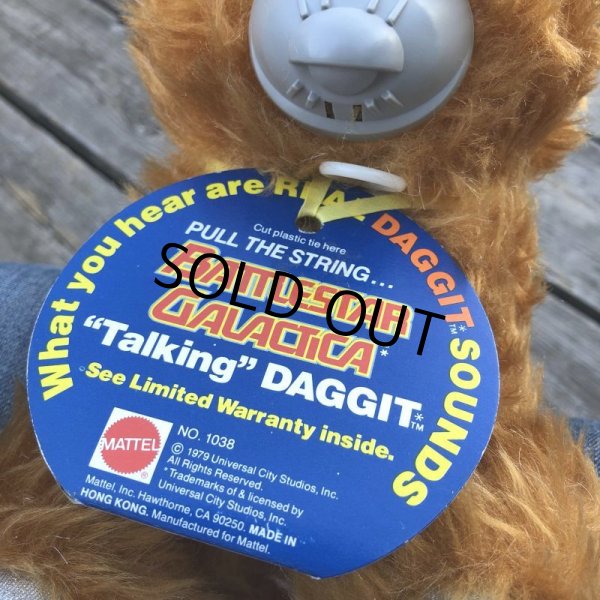 What you hear are REAL DAGGIT™ SOUNDS
Cut plastic tie here
PULL THE STRING...
BATTLESTAR
GALACTICA*
SOLD OUT
"Talking" DAGGIT*™
See Limited Warranty inside.
MATTEL
®
NO. 1038
© 1979 Universal City Studios, Inc.
All Rights Reserved.
*Trademarks of & licensed by
Universal City Studios, Inc.
Mattel, Inc. Hawthorne, CA 90250. MADE IN
HONG KONG. Manufactured for Mattel.